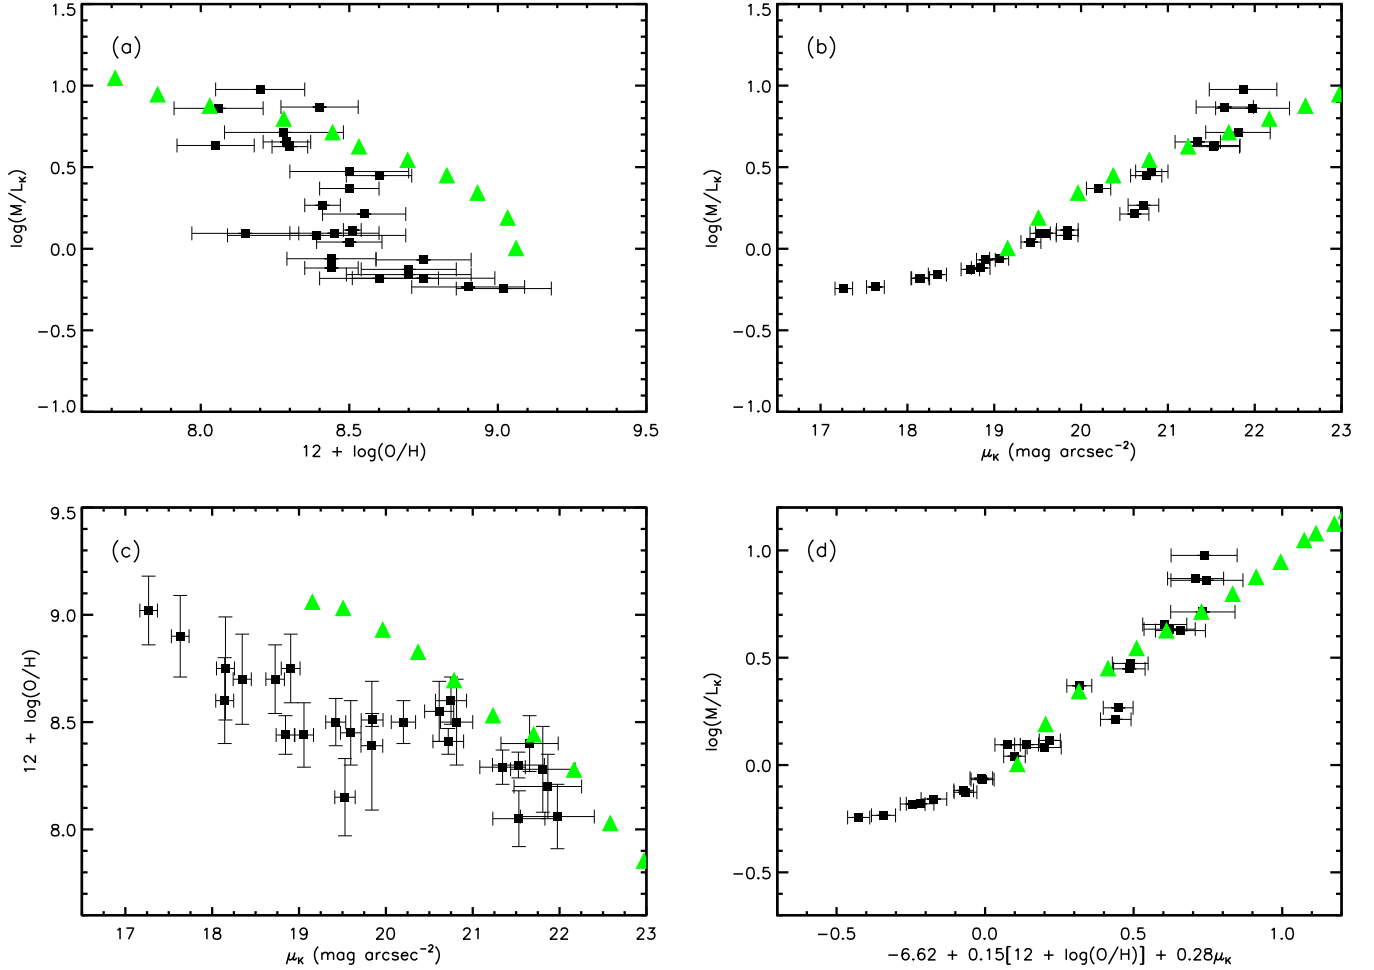 1.5
1.0
0.5
0.0
−0.5
−1.0
log(M/L_K)
(a)
8.0 8.5 9.0 9.5
12 + log(O/H)
1.5
1.0
0.5
0.0
−0.5
−1.0
log(M/L_K)
(b)
17 18 19 20 21 22 23
μ_K (mag arcsec⁻²)
9.5
9.0
8.5
8.0
12 + log(O/H)
(c)
17 18 19 20 21 22 23
μ_K (mag arcsec⁻²)
1.0
0.5
0.0
−0.5
log(M/L_K)
(d)
−0.5 0.0 0.5 1.0
−6.62 + 0.15[12 + log(O/H)] + 0.28μ_K